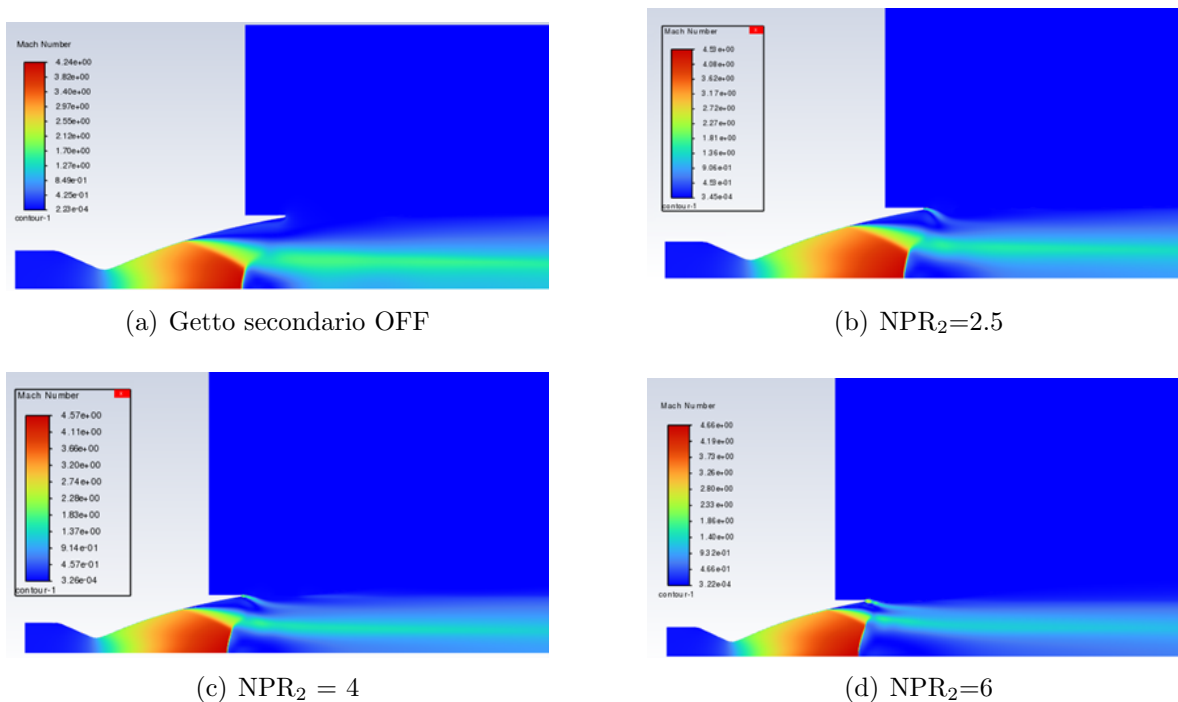 Mach Number
4.24e+00
3.82e+00
3.40e+00
2.97e+00
2.55e+00
2.12e+00
1.70e+00
1.27e+00
8.49e-01
4.25e-01
2.23e-04
contour-1
(a) Getto secondario OFF
Mach Number
4.53e+00
4.08e+00
3.62e+00
3.17e+00
2.72e+00
2.27e+00
1.81e+00
1.36e+00
9.06e-01
4.53e-01
3.45e-04
contour-1
(b) NPR₂=2.5
Mach Number
4.57e+00
4.11e+00
3.66e+00
3.20e+00
2.74e+00
2.28e+00
1.83e+00
1.37e+00
9.14e-01
4.57e-01
3.26e-04
contour-1
(c) NPR₂ = 4
Mach Number
4.66e+00
4.19e+00
3.73e+00
3.26e+00
2.80e+00
2.33e+00
1.86e+00
1.40e+00
9.32e-01
4.66e-01
3.22e-04
contour-1
(d) NPR₂=6